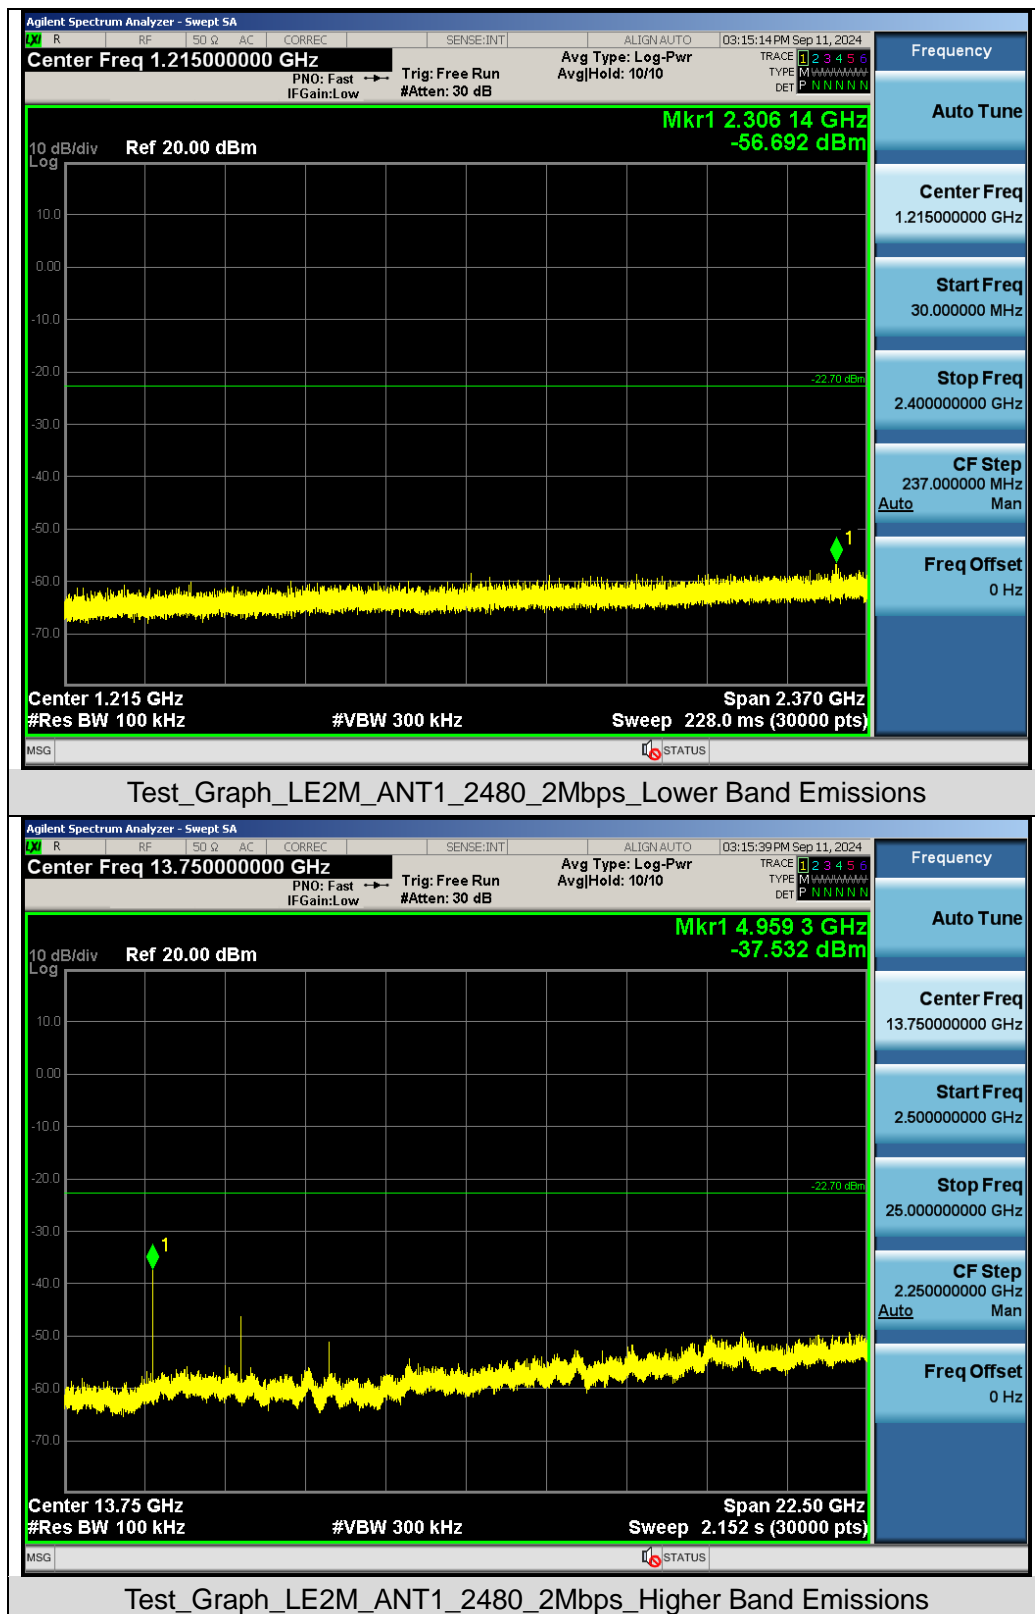 Agilent Spectrum Analyzer - Swept SA
LXI R RF 50 Ω AC CORREC SENSE:INT ALIGN AUTO 03:15:14 PM Sep 11, 2024
Center Freq 1.215000000 GHz
PNO: Fast
IFGain:Low
Trig: Free Run
#Atten: 30 dB
Avg Type: Log-Pwr
Avg|Hold: 10/10
TRACE 1 2 3 4 5 6
TYPE M
DET P N N N N N
Frequency
Auto Tune
Center Freq
1.215000000 GHz
Start Freq
30.000000 MHz
Stop Freq
2.400000000 GHz
CF Step
237.000000 MHz
Auto Man
Freq Offset
0 Hz
Mkr1 2.306 14 GHz
-56.692 dBm
10 dB/div Ref 20.00 dBm
Log
10.0
0.00
-10.0
-20.0
-22.70 dBm
-30.0
-40.0
-50.0
1
-60.0
-70.0
Center 1.215 GHz Span 2.370 GHz
#Res BW 100 kHz #VBW 300 kHz Sweep 228.0 ms (30000 pts)
MSG STATUS
Test_Graph_LE2M_ANT1_2480_2Mbps_Lower Band Emissions
Agilent Spectrum Analyzer - Swept SA
LXI R RF 50 Ω AC CORREC SENSE:INT ALIGN AUTO 03:15:39 PM Sep 11, 2024
Center Freq 13.750000000 GHz
PNO: Fast
IFGain:Low
Trig: Free Run
#Atten: 30 dB
Avg Type: Log-Pwr
Avg|Hold: 10/10
TRACE 1 2 3 4 5 6
TYPE M
DET P N N N N N
Frequency
Auto Tune
Center Freq
13.750000000 GHz
Start Freq
2.500000000 GHz
Stop Freq
25.000000000 GHz
CF Step
2.250000000 GHz
Auto Man
Freq Offset
0 Hz
Mkr1 4.959 3 GHz
-37.532 dBm
10 dB/div Ref 20.00 dBm
Log
10.0
0.00
-10.0
-20.0
-22.70 dBm
-30.0
1
-40.0
-50.0
-60.0
-70.0
Center 13.75 GHz Span 22.50 GHz
#Res BW 100 kHz #VBW 300 kHz Sweep 2.152 s (30000 pts)
MSG STATUS
Test_Graph_LE2M_ANT1_2480_2Mbps_Higher Band Emissions